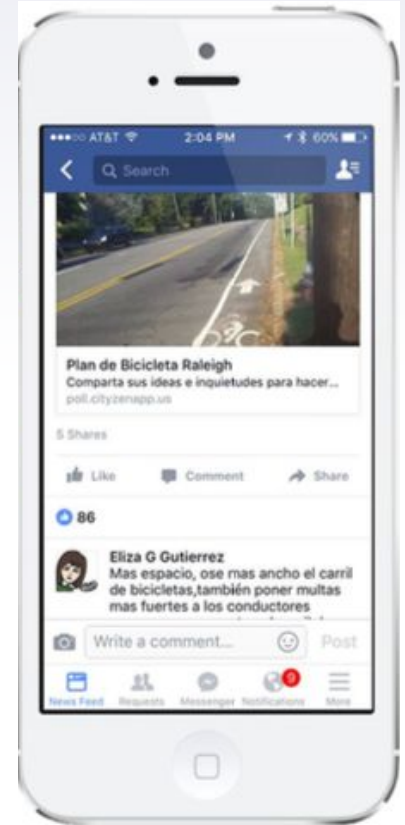 AT&T 2:04 PM 60%
Search
Plan de Bicicleta Raleigh
Comparta sus ideas e inquietudes para hacer...
poll.cityzenapp.us
5 Shares
Like Comment Share
86
Eliza G Gutierrez
Mas espacio, ose mas ancho el carril
de bicicletas,también poner multas
mas fuertes a los conductores
Write a comment... Post
9
News Feed Requests Messenger Notifications More